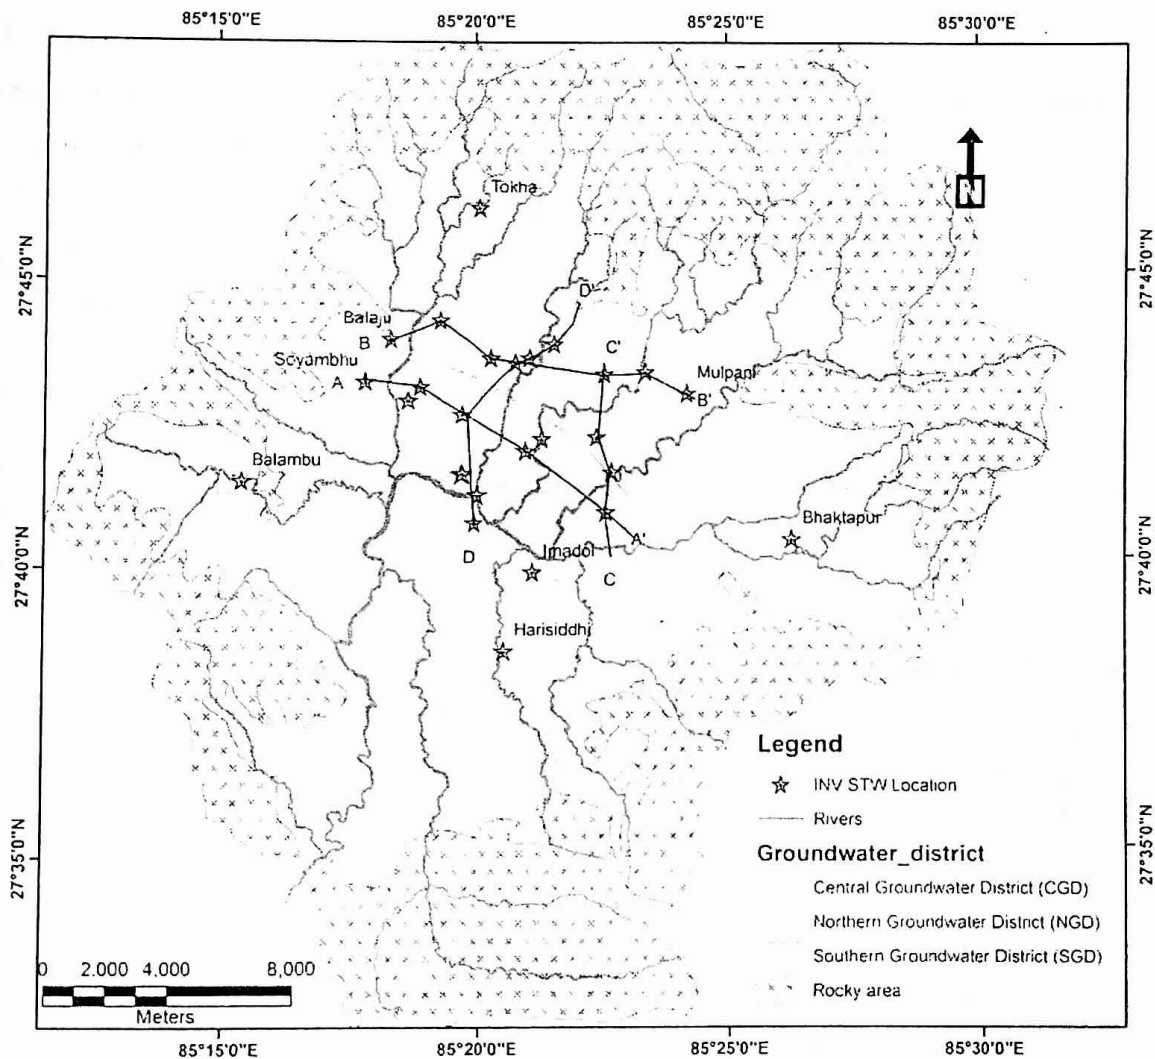 85°15'0"E 85°20'0"E 85°25'0"E 85°30'0"E
N
Tokha
27°45'0"N
27°45'0"N
D'
Balaju
B
C'
Soyambhu
A
Mulpani
B'
Balambu
Bhaktapur
A'
D
Imadol
C
27°40'0"N
27°40'0"N
Harisiddhi
Legend
INV STW Location
Rivers
Groundwater_district
Central Groundwater District (CGD)
Northern Groundwater District (NGD)
Southern Groundwater District (SGD)
Rocky area
27°35'0"N
27°35'0"N
0 2,000 4,000 8,000
Meters
85°15'0"E 85°20'0"E 85°25'0"E 85°30'0"E